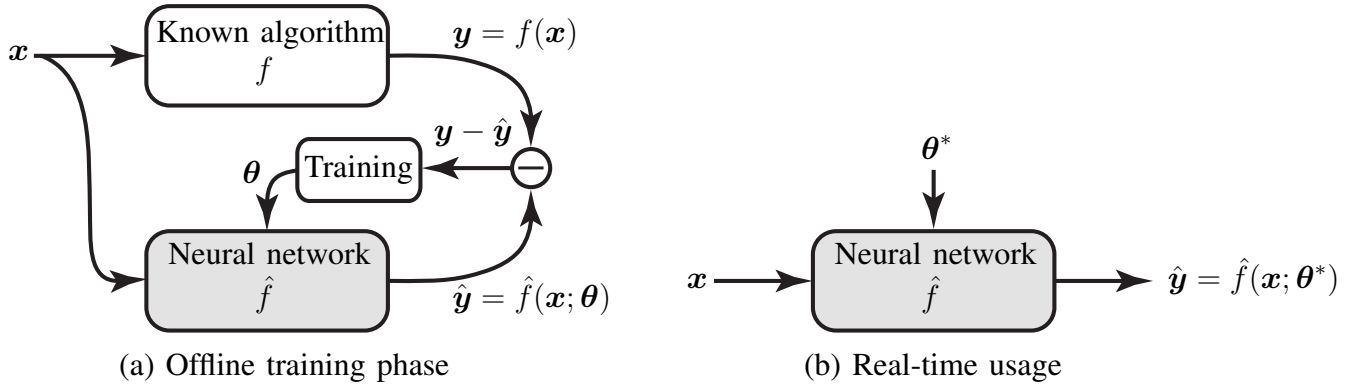 x
Known algorithm
f
y = f(x)
y − ŷ
Training
θ
−
Neural network
f̂
ŷ = f̂(x; θ)
(a) Offline training phase
θ*
x
Neural network
f̂
ŷ = f̂(x; θ*)
(b) Real-time usage